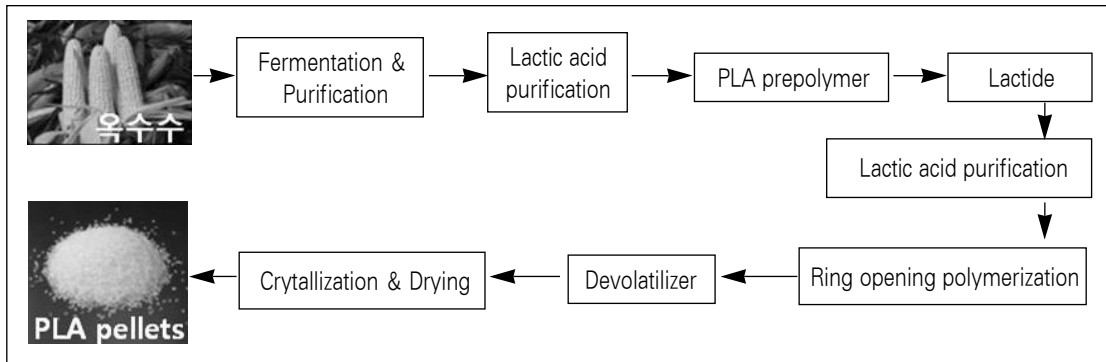 옥수수
Fermentation &
Purification
Lactic acid
purification
PLA prepolymer
Lactide
Lactic acid purification
Ring opening polymerization
Devolatilizer
Crytallization & Drying
PLA pellets